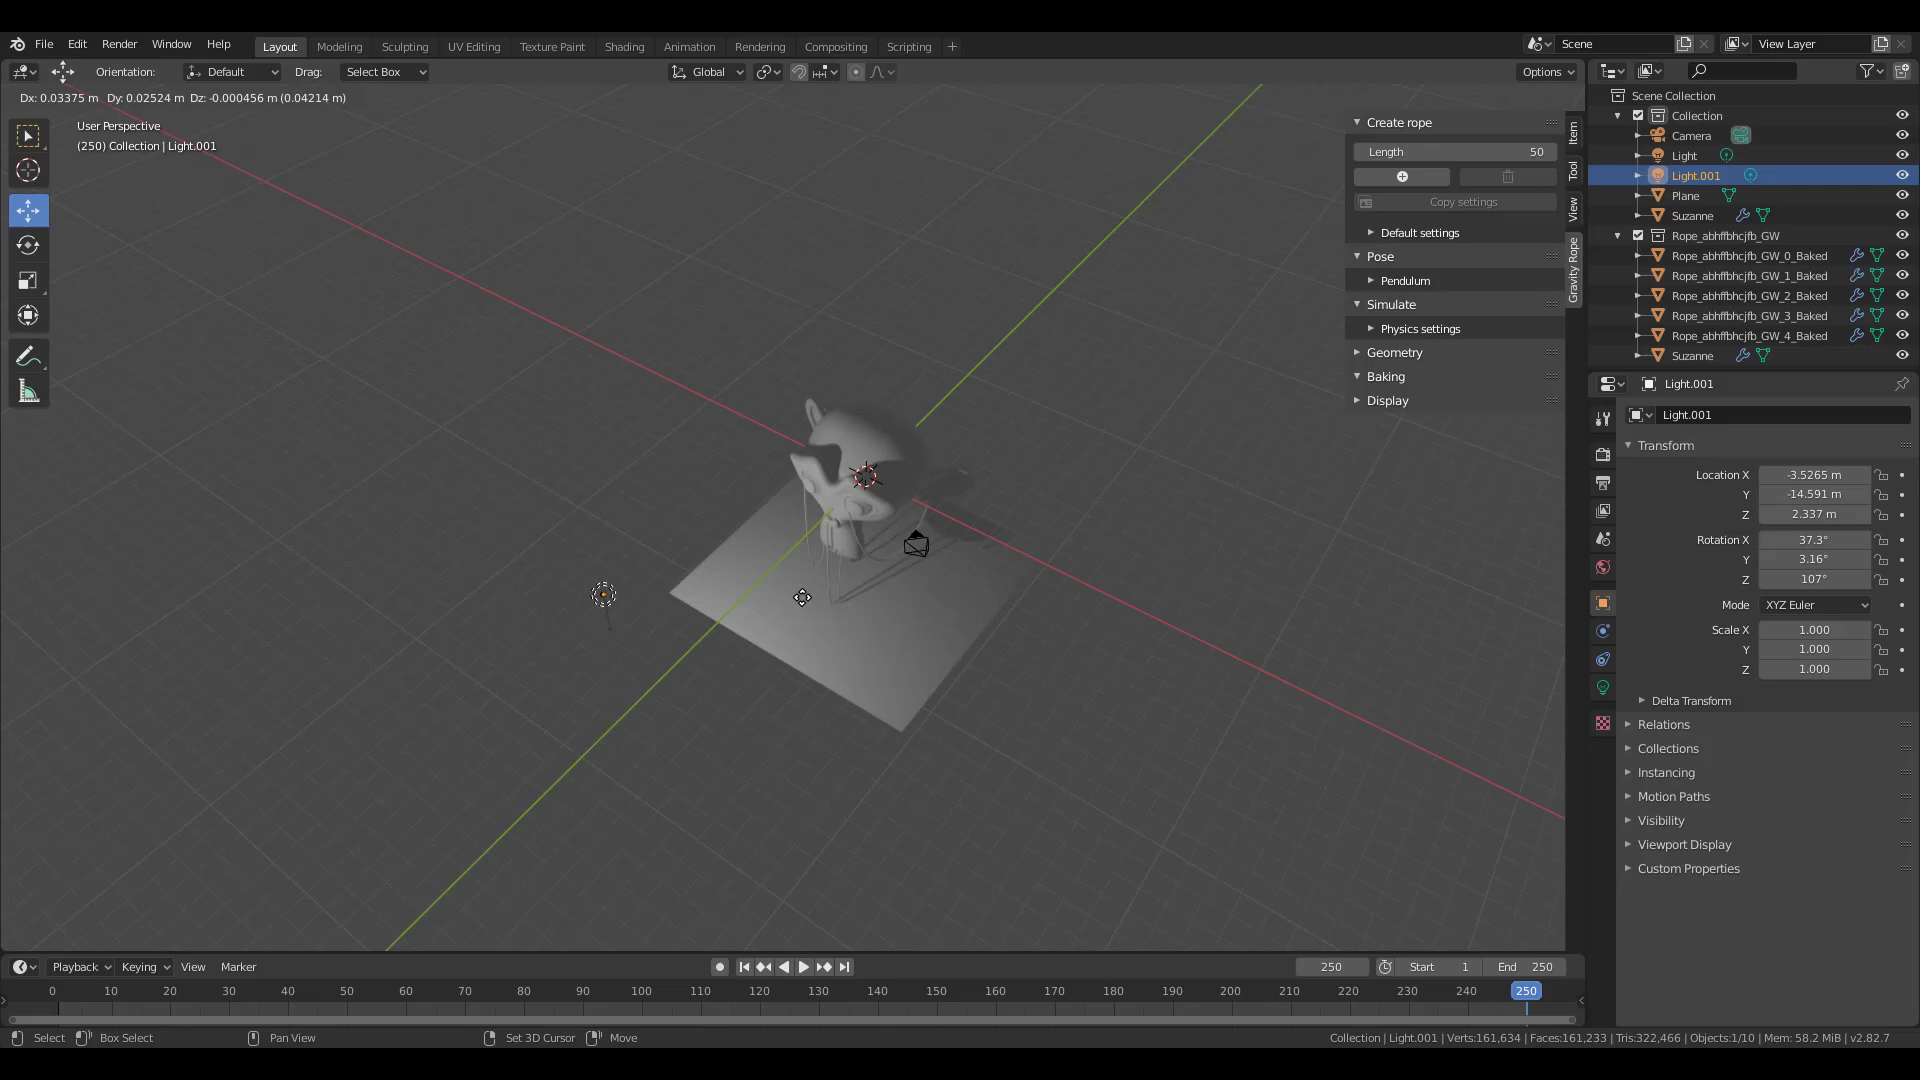 File Edit Render Window Help Layout Modeling Sculpting UV Editing Texture Paint Shading Animation Rendering Compositing Scripting + Scene View Layer
Orientation: Default Drag: Select Box Global Options
Dx: 0.03375 m Dy: 0.02524 m Dz: -0.000456 m (0.04214 m)
User Perspective
(250) Collection | Light.001
Create rope
Length 50
Copy settings
Default settings
Pose
Pendulum
Simulate
Physics settings
Geometry
Baking
Display
Item
Tool
View
Gravity Rope
Scene Collection
Collection
Camera
Light
Light.001
Plane
Suzanne
Rope_abhffbhcjfb_GW
Rope_abhffbhcjfb_GW_0_Baked
Rope_abhffbhcjfb_GW_1_Baked
Rope_abhffbhcjfb_GW_2_Baked
Rope_abhffbhcjfb_GW_3_Baked
Rope_abhffbhcjfb_GW_4_Baked
Suzanne
Light.001
Light.001
Transform
Location X -3.5265 m
Y -14.591 m
Z 2.337 m
Rotation X 37.3°
Y 3.16°
Z 107°
Mode XYZ Euler
Scale X 1.000
Y 1.000
Z 1.000
Delta Transform
Relations
Collections
Instancing
Motion Paths
Visibility
Viewport Display
Custom Properties
Playback Keying View Marker 250 Start 1 End 250
0 10 20 30 40 50 60 70 80 90 100 110 120 130 140 150 160 170 180 190 200 210 220 230 240 250
Select Box Select Pan View Set 3D Cursor Move Collection | Light.001 | Verts:161,634 | Faces:161,233 | Tris:322,466 | Objects:1/10 | Mem: 58.2 MiB | v2.82.7